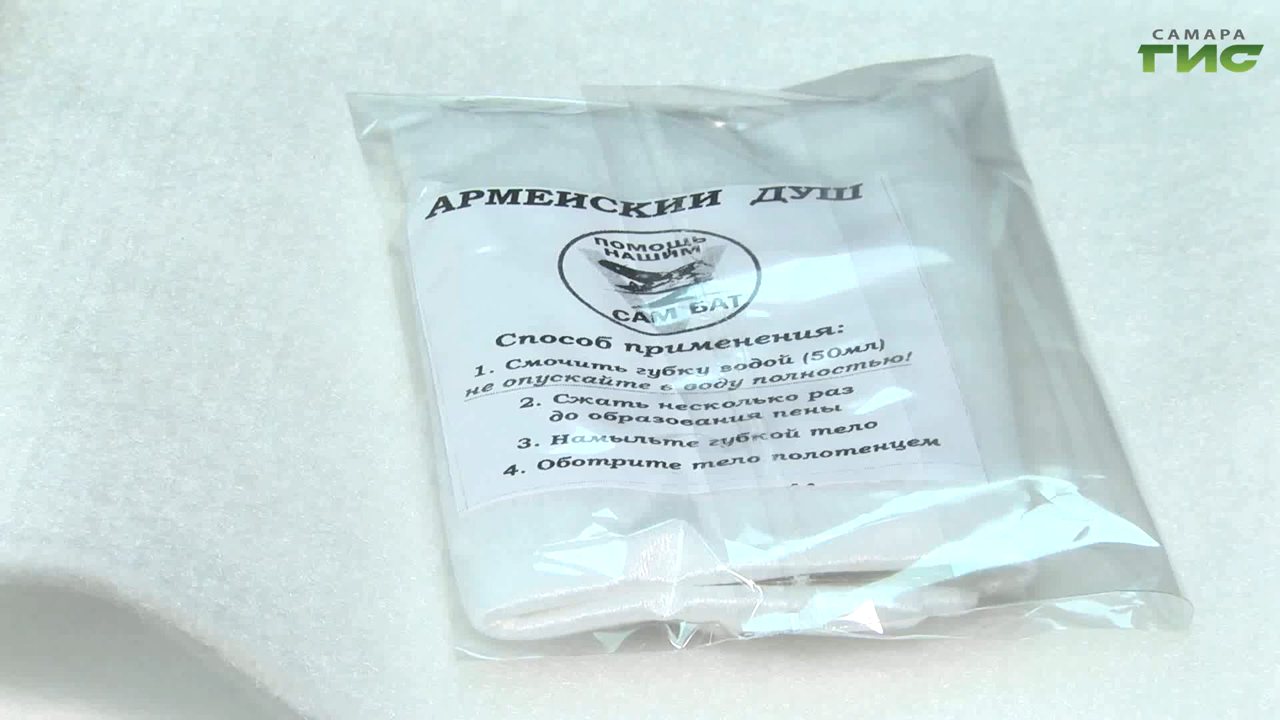 САМАРА
ГИС
АРМЕЙСКИЙ ДУШ
ПОМОЩЬ
НАШИМ
САМ БАТ
Способ применения:
1. Смочить губку водой (50мл)
не опускайте в воду полностью!
2. Сжать несколько раз
до образования пены
3. Намыльте губкой тело
4. Оботрите тело полотенцем